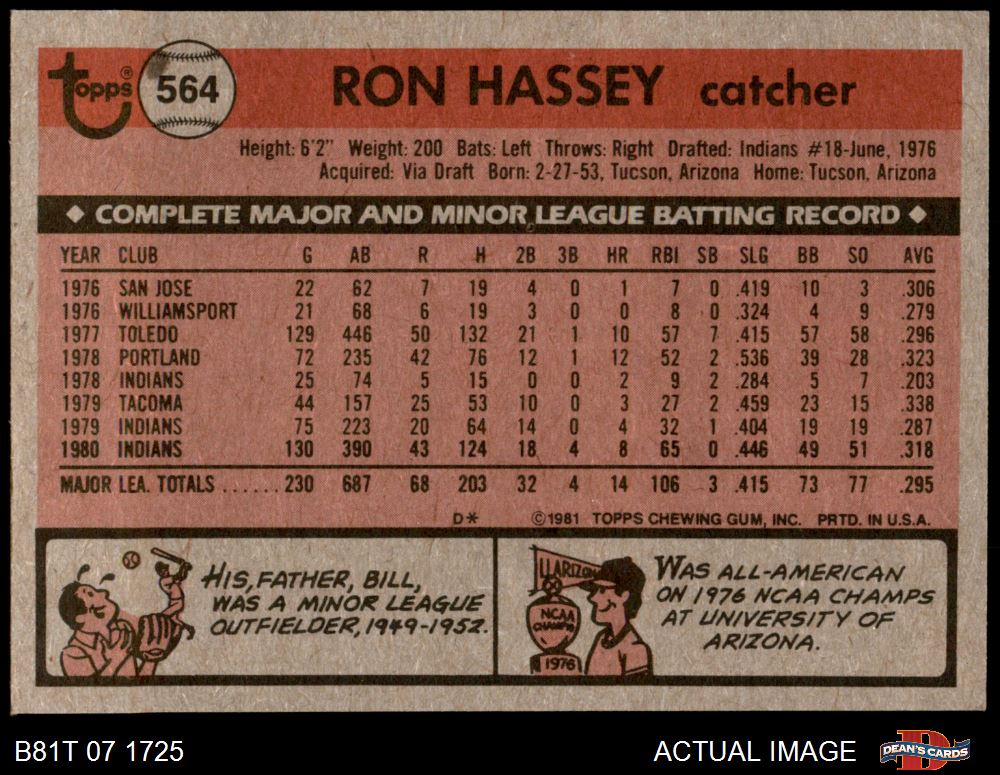 Topps® 564 RON HASSEY catcher
Height: 6'2" Weight: 200 Bats: Left Throws: Right Drafted: Indians #18-June, 1976
Acquired: Via Draft Born: 2-27-53, Tucson, Arizona Home: Tucson, Arizona
◆ COMPLETE MAJOR AND MINOR LEAGUE BATTING RECORD ◆
YEAR CLUB G AB R H 2B 3B HR RBI SB SLG BB SO AVG
1976 SAN JOSE 22 62 7 19 4 0 1 7 0 .419 10 3 .306
1976 WILLIAMSPORT 21 68 6 19 3 0 0 8 0 .324 4 9 .279
1977 TOLEDO 129 446 50 132 21 1 10 57 7 .415 57 58 .296
1978 PORTLAND 72 235 42 76 12 1 12 52 2 .536 39 28 .323
1978 INDIANS 25 74 5 15 0 0 2 9 2 .284 5 7 .203
1979 TACOMA 44 157 25 53 10 0 3 27 2 .459 23 15 .338
1979 INDIANS 75 223 20 64 14 0 4 32 1 .404 19 19 .287
1980 INDIANS 130 390 43 124 18 4 8 65 0 .446 49 51 .318
MAJOR LEA. TOTALS ...... 230 687 68 203 32 4 14 106 3 .415 73 77 .295
D* ©1981 TOPPS CHEWING GUM, INC. PRTD. IN U.S.A.
HIS, FATHER, BILL,
WAS A MINOR LEAGUE
OUTFIELDER, 1949-1952.
U. ARIZONA
NCAA
CHAMPS
1976
WAS ALL-AMERICAN
ON 1976 NCAA CHAMPS
AT UNIVERSITY OF
ARIZONA.
B81T 07 1725 ACTUAL IMAGE DEAN'S CARDS